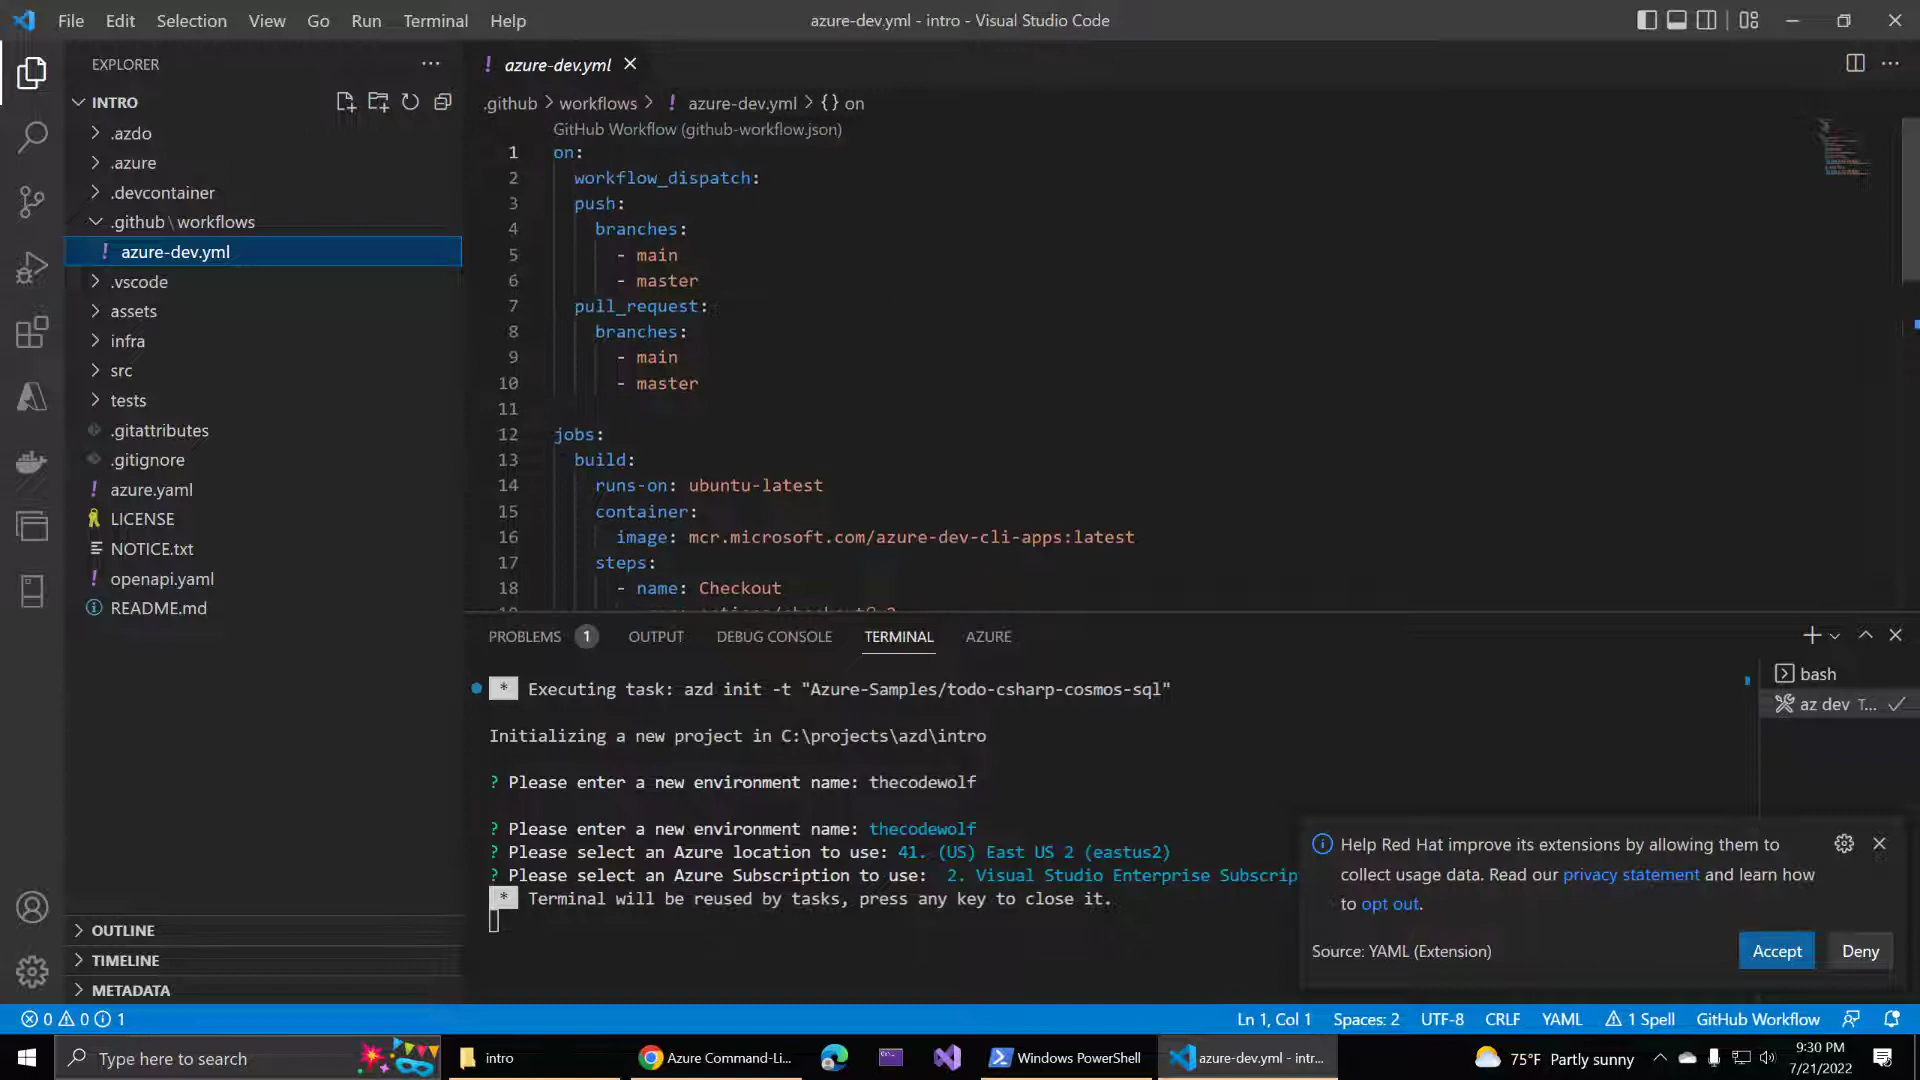 File Edit Selection View Go Run Terminal Help
azure-dev.yml - intro - Visual Studio Code
EXPLORER
INTRO
.azdo
.azure
.devcontainer
.github \ workflows
azure-dev.yml
.vscode
assets
infra
src
tests
.gitattributes
.gitignore
azure.yaml
LICENSE
NOTICE.txt
openapi.yaml
README.md
OUTLINE
TIMELINE
METADATA
azure-dev.yml
.github > workflows > ! azure-dev.yml > {} on
GitHub Workflow (github-workflow.json)
1 on:
2 workflow_dispatch:
3 push:
4 branches:
5 - main
6 - master
7 pull_request:
8 branches:
9 - main
10 - master
11
12 jobs:
13 build:
14 runs-on: ubuntu-latest
15 container:
16 image: mcr.microsoft.com/azure-dev-cli-apps:latest
17 steps:
18 - name: Checkout
PROBLEMS 1 OUTPUT DEBUG CONSOLE TERMINAL AZURE
* Executing task: azd init -t "Azure-Samples/todo-csharp-cosmos-sql"
Initializing a new project in C:\projects\azd\intro
? Please enter a new environment name: thecodewolf
? Please enter a new environment name: thecodewolf
? Please select an Azure location to use: 41. (US) East US 2 (eastus2)
? Please select an Azure Subscription to use: 2. Visual Studio Enterprise Subscrip
* Terminal will be reused by tasks, press any key to close it.
bash
az dev T...
Help Red Hat improve its extensions by allowing them to
collect usage data. Read our privacy statement and learn how
to opt out.
Source: YAML (Extension)
Accept
Deny
0 0 1
Ln 1, Col 1 Spaces: 2 UTF-8 CRLF YAML 1 Spell GitHub Workflow
Type here to search
intro
Azure Command-Li...
Windows PowerShell
azure-dev.yml - intr...
75°F Partly sunny
9:30 PM
7/21/2022